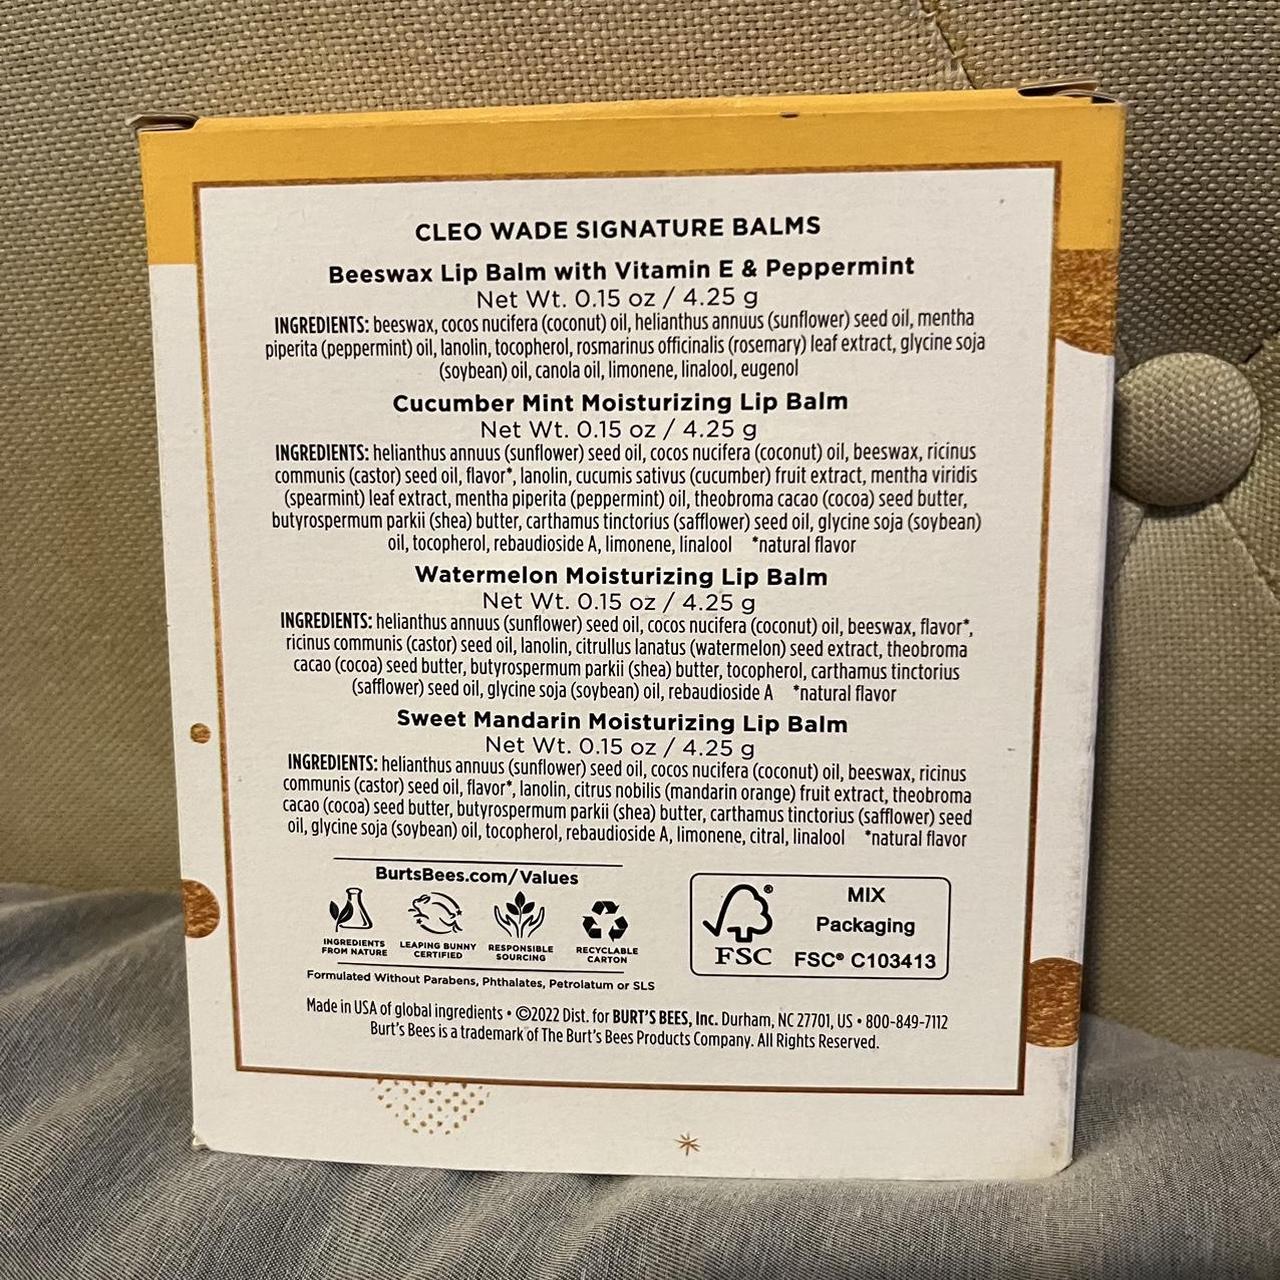 CLEO WADE SIGNATURE BALMS
Beeswax Lip Balm with Vitamin E & Peppermint
Net Wt. 0.15 oz / 4.25 g
INGREDIENTS: beeswax, cocos nucifera (coconut) oil, helianthus annuus (sunflower) seed oil, mentha
piperita (peppermint) oil, lanolin, tocopherol, rosmarinus officinalis (rosemary) leaf extract, glycine soja
(soybean) oil, canola oil, limonene, linalool, eugenol
Cucumber Mint Moisturizing Lip Balm
Net Wt. 0.15 oz / 4.25 g
INGREDIENTS: helianthus annuus (sunflower) seed oil, cocos nucifera (coconut) oil, beeswax, ricinus
communis (castor) seed oil, flavor*, lanolin, cucumis sativus (cucumber) fruit extract, mentha viridis
(spearmint) leaf extract, mentha piperita (peppermint) oil, theobroma cacao (cocoa) seed butter,
butyrospermum parkii (shea) butter, carthamus tinctorius (safflower) seed oil, glycine soja (soybean)
oil, tocopherol, rebaudioside A, limonene, linalool *natural flavor
Watermelon Moisturizing Lip Balm
Net Wt. 0.15 oz / 4.25 g
INGREDIENTS: helianthus annuus (sunflower) seed oil, cocos nucifera (coconut) oil, beeswax, flavor*,
ricinus communis (castor) seed oil, lanolin, citrullus lanatus (watermelon) seed extract, theobroma
cacao (cocoa) seed butter, butyrospermum parkii (shea) butter, tocopherol, carthamus tinctorius
(safflower) seed oil, glycine soja (soybean) oil, rebaudioside A *natural flavor
Sweet Mandarin Moisturizing Lip Balm
Net Wt. 0.15 oz / 4.25 g
INGREDIENTS: helianthus annuus (sunflower) seed oil, cocos nucifera (coconut) oil, beeswax, ricinus
communis (castor) seed oil, flavor*, lanolin, citrus nobilis (mandarin orange) fruit extract, theobroma
cacao (cocoa) seed butter, butyrospermum parkii (shea) butter, carthamus tinctorius (safflower) seed
oil, glycine soja (soybean) oil, tocopherol, rebaudioside A, limonene, citral, linalool *natural flavor
BurtsBees.com/Values
INGREDIENTS
FROM NATURE
LEAPING BUNNY
CERTIFIED
RESPONSIBLE
SOURCING
RECYCLABLE
CARTON
Formulated Without Parabens, Phthalates, Petrolatum or SLS
®
FSC
MIX
Packaging
FSC® C103413
Made in USA of global ingredients • ©2022 Dist. for BURT'S BEES, Inc. Durham, NC 27701, US • 800-849-7112
Burt's Bees is a trademark of The Burt's Bees Products Company. All Rights Reserved.